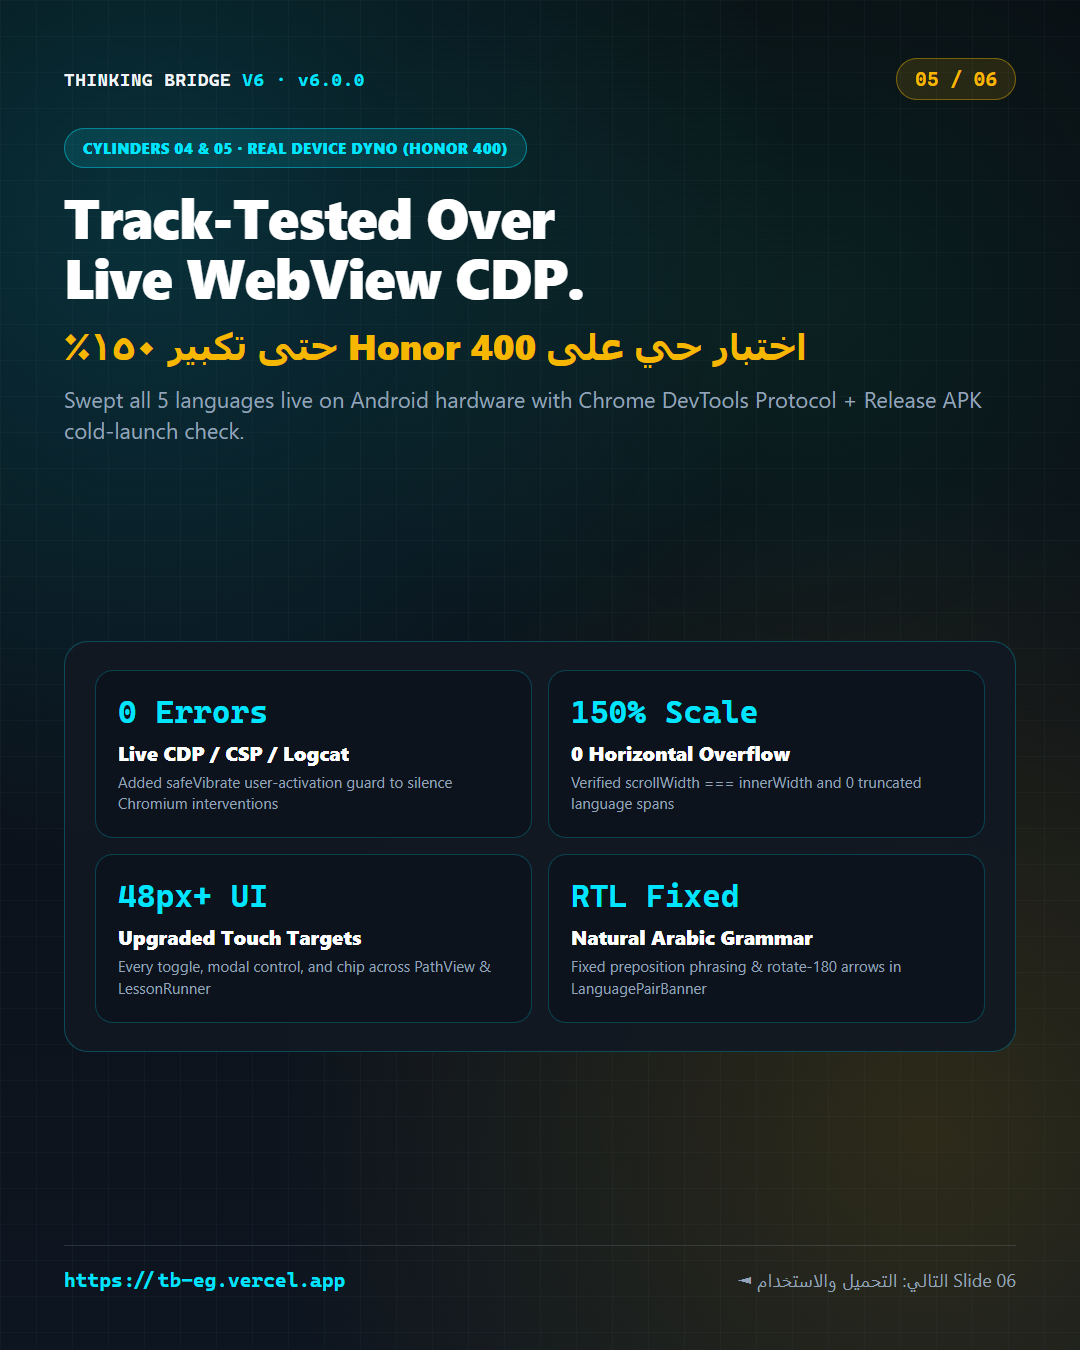 THINKING BRIDGE V6 · v6.0.0
05 / 06
CYLINDERS 04 & 05 · REAL DEVICE DYNO (HONOR 400)
Track-Tested Over
Live WebView CDP.
اختبار حي على Honor 400 حتى تكبير ١٥٠٪
Swept all 5 languages live on Android hardware with Chrome DevTools Protocol + Release APK
cold-launch check.
0 Errors
Live CDP / CSP / Logcat
Added safeVibrate user-activation guard to silence
Chromium interventions
150% Scale
0 Horizontal Overflow
Verified scrollWidth === innerWidth and 0 truncated
language spans
48px+ UI
Upgraded Touch Targets
Every toggle, modal control, and chip across PathView &
LessonRunner
RTL Fixed
Natural Arabic Grammar
Fixed preposition phrasing & rotate-180 arrows in
LanguagePairBanner
https://tb-eg.vercel.app
Slide 06 التالي: التحميل والاستخدام ◄